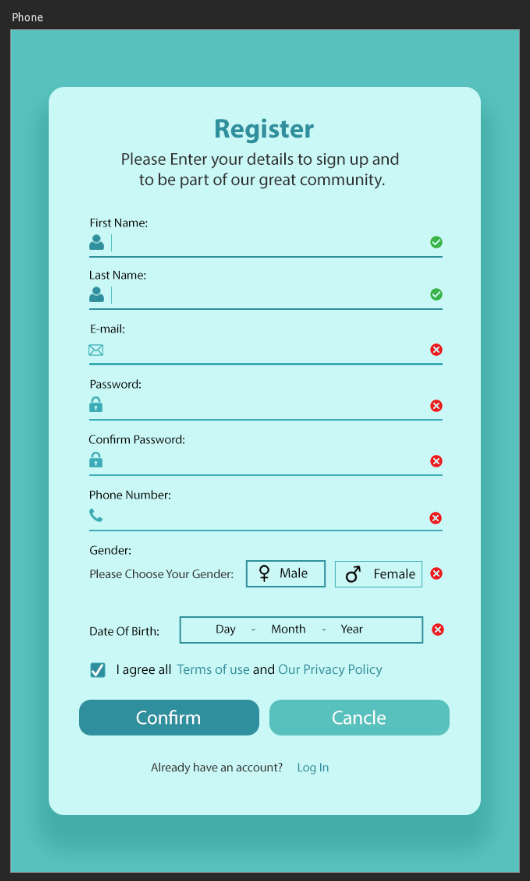 Phone
Register
Please Enter your details to sign up and
to be part of our great community.
First Name:
Last Name:
E-mail:
Password:
Confirm Password:
Phone Number:
Gender:
Please Choose Your Gender: Male Female
Date Of Birth: Day - Month - Year
I agree all Terms of use and Our Privacy Policy
Confirm Cancle
Already have an account? Log In